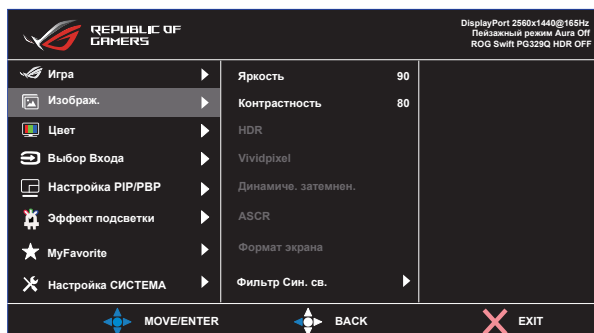 REPUBLIC OF
GAMERS
DisplayPort 2560x1440@165Hz
Пейзажный режим Aura Off
ROG Swift PG329Q HDR OFF
Игра
Яркость 90
Изображ.
Контрастность 80
Цвет
HDR
Выбор Входа
Vividpixel
Настройка PIP/PBP
Динамиче. затемнен.
Эффект подсветки
ASCR
MyFavorite
Формат экрана
Настройка СИСТЕМА
Фильтр Син. св.
MOVE/ENTER BACK EXIT